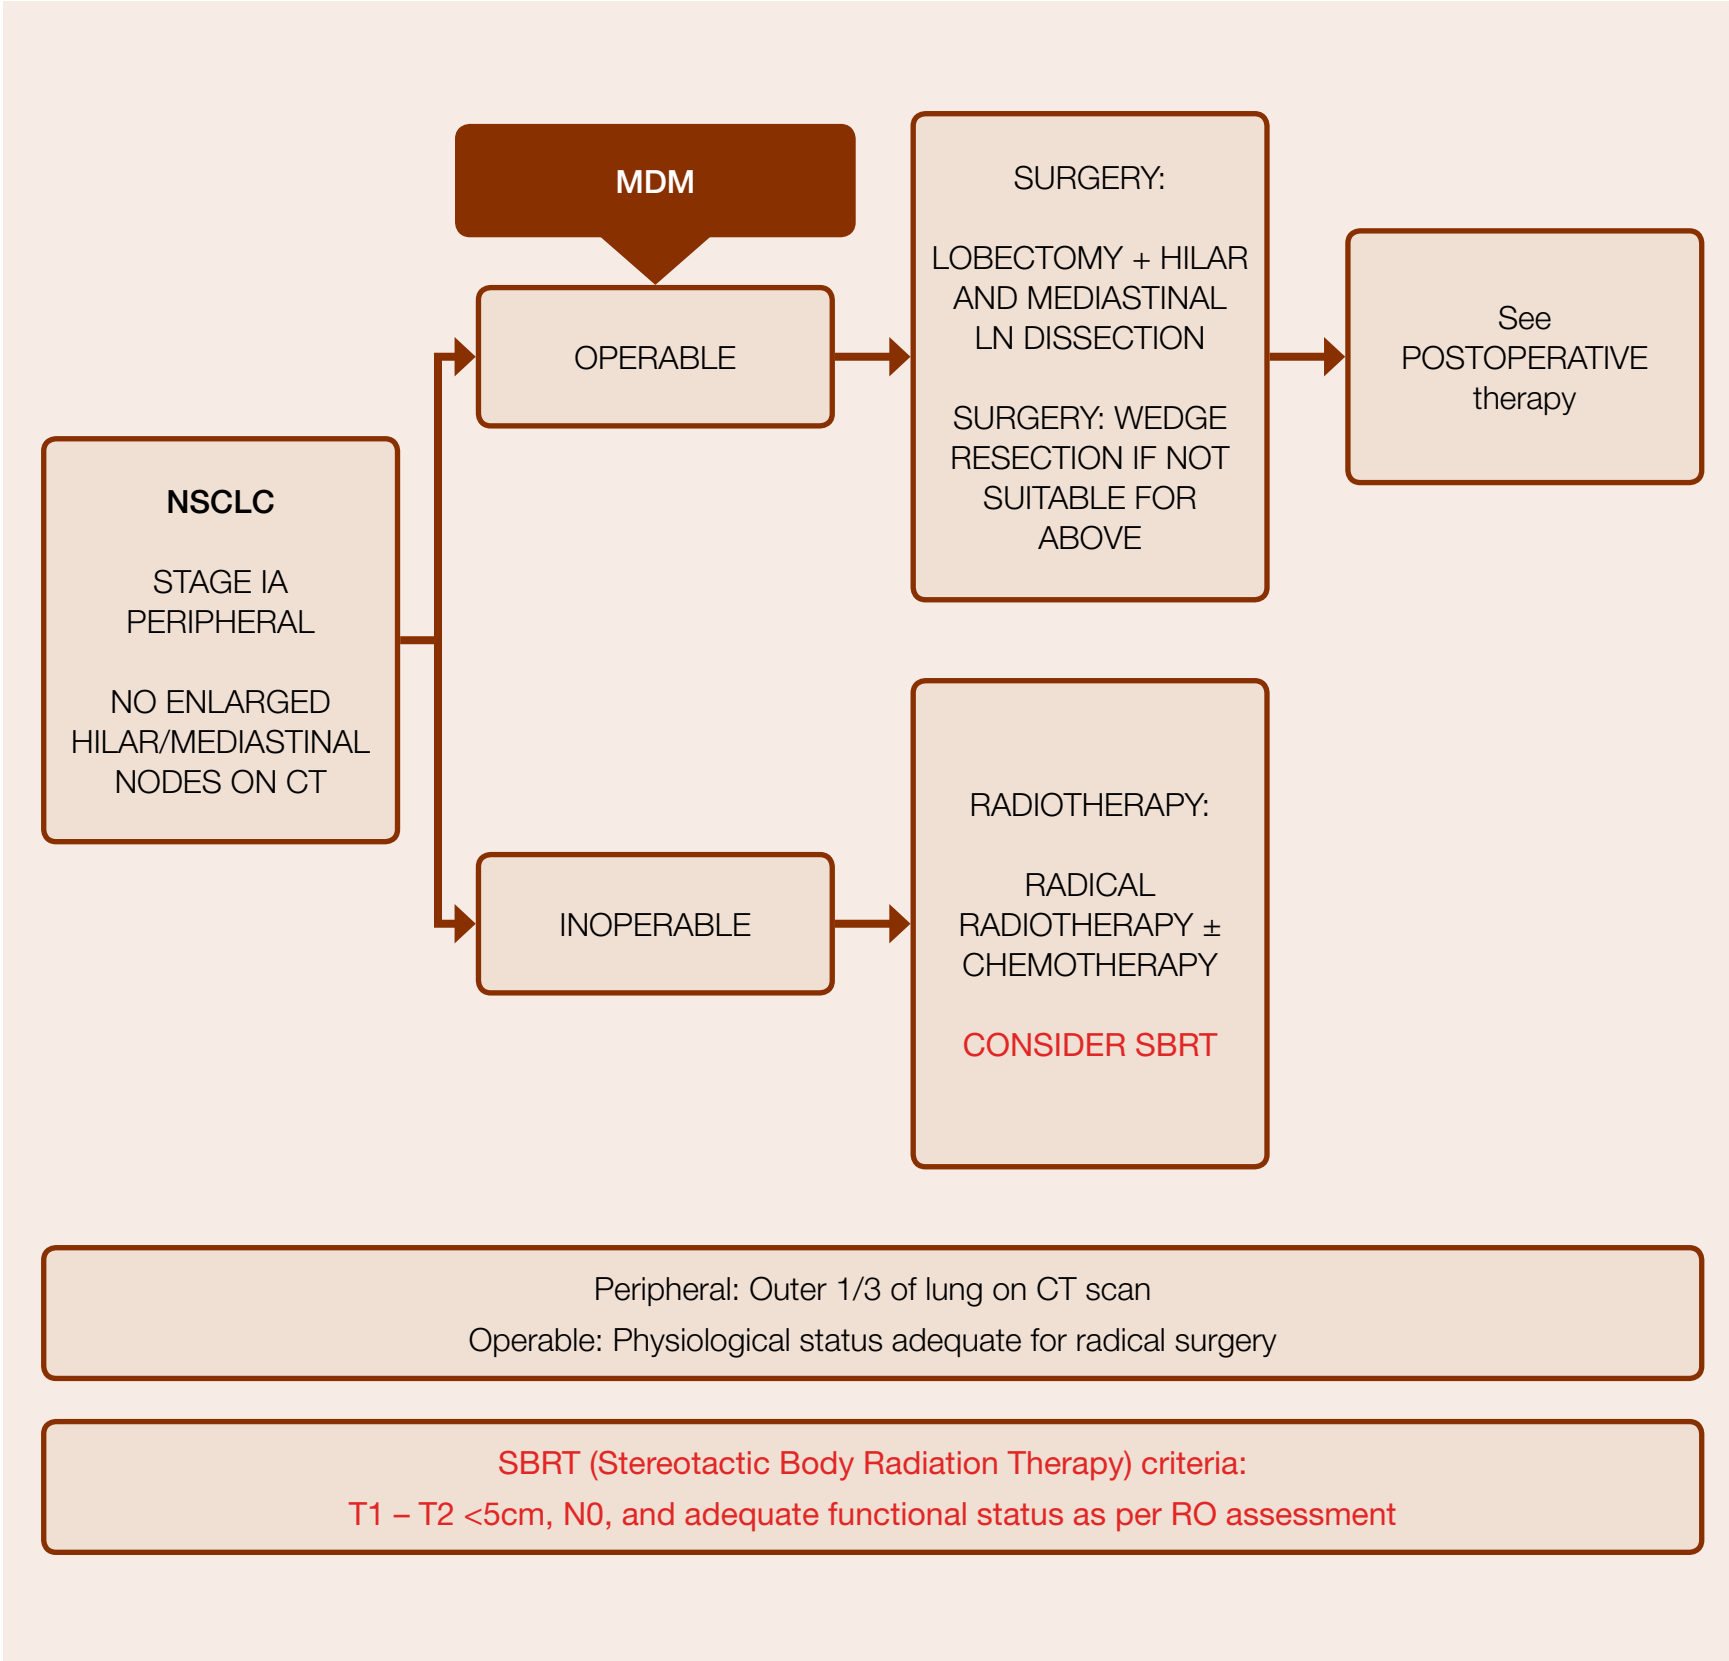 MDM
NSCLC
STAGE IA
PERIPHERAL
NO ENLARGED
HILAR/MEDIASTINAL
NODES ON CT
OPERABLE
SURGERY:
LOBECTOMY + HILAR
AND MEDIASTINAL
LN DISSECTION
SURGERY: WEDGE
RESECTION IF NOT
SUITABLE FOR
ABOVE
See
POSTOPERATIVE
therapy
INOPERABLE
RADIOTHERAPY:
RADICAL
RADIOTHERAPY ±
CHEMOTHERAPY
CONSIDER SBRT
Peripheral: Outer 1/3 of lung on CT scan
Operable: Physiological status adequate for radical surgery
SBRT (Stereotactic Body Radiation Therapy) criteria:
T1 – T2 <5cm, N0, and adequate functional status as per RO assessment